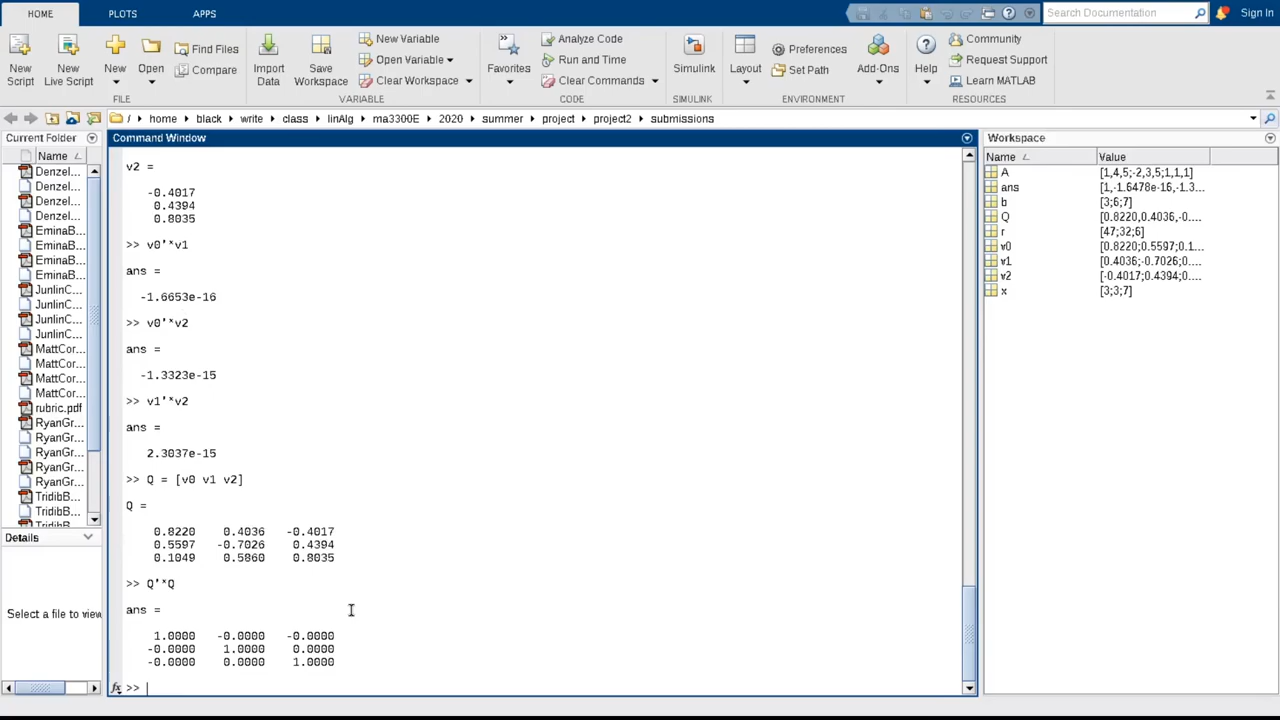 HOME PLOTS APPS
Search Documentation
Sign In
New Script
New Live Script
New
Open
Find Files
Compare
FILE
Import Data
Save Workspace
New Variable
Open Variable
Clear Workspace
VARIABLE
Favorites
Analyze Code
Run and Time
Clear Commands
CODE
Simulink
SIMULINK
Layout
Preferences
Set Path
ENVIRONMENT
Add-Ons
Help
Community
Request Support
Learn MATLAB
RESOURCES
/ home black write class linAlg ma3300E 2020 summer project project2 submissions
Current Folder
Name
Denzel...
Denzel...
Denzel...
Denzel...
EminaB...
EminaB...
EminaB...
EminaB...
JunlinC...
JunlinC...
JunlinC...
JunlinC...
MattCor...
MattCor...
MattCor...
MattCor...
rubric.pdf
RyanGr...
RyanGr...
RyanGr...
RyanGr...
RyanGr...
TridibB...
TridibB...
TridibB...
Details
Select a file to view
Command Window
v2 =
-0.4017
0.4394
0.8035
>> v0'*v1
ans =
-1.6653e-16
>> v0'*v2
ans =
-1.3323e-15
>> v1'*v2
ans =
2.3037e-15
>> Q = [v0 v1 v2]
Q =
0.8220 0.4036 -0.4017
0.5597 -0.7026 0.4394
0.1049 0.5860 0.8035
>> Q'*Q
ans =
1.0000 -0.0000 -0.0000
-0.0000 1.0000 0.0000
-0.0000 0.0000 1.0000
fx >>
Workspace
Name Value
A [1,4,5;-2,3,5;1,1,1]
ans [1,-1.6478e-16,-1.3...
b [3;6;7]
Q [0.8220,0.4036,-0....
r [47;32;6]
v0 [0.8220;0.5597;0.1...
v1 [0.4036;-0.7026;0....
v2 [-0.4017;0.4394;0....
x [3;3;7]